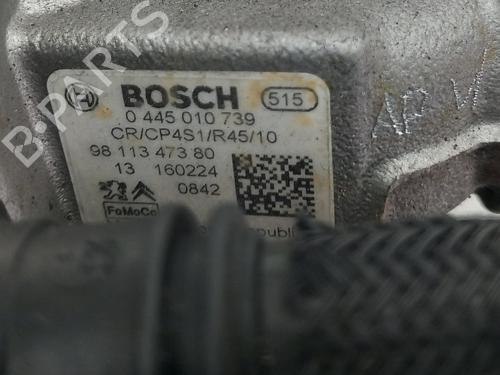 BOSCH 515
0 445 010 739
CR/CP4S1/R45/10
98 113 473 80
13 160224
0842
FoMoCo
B-PARTS